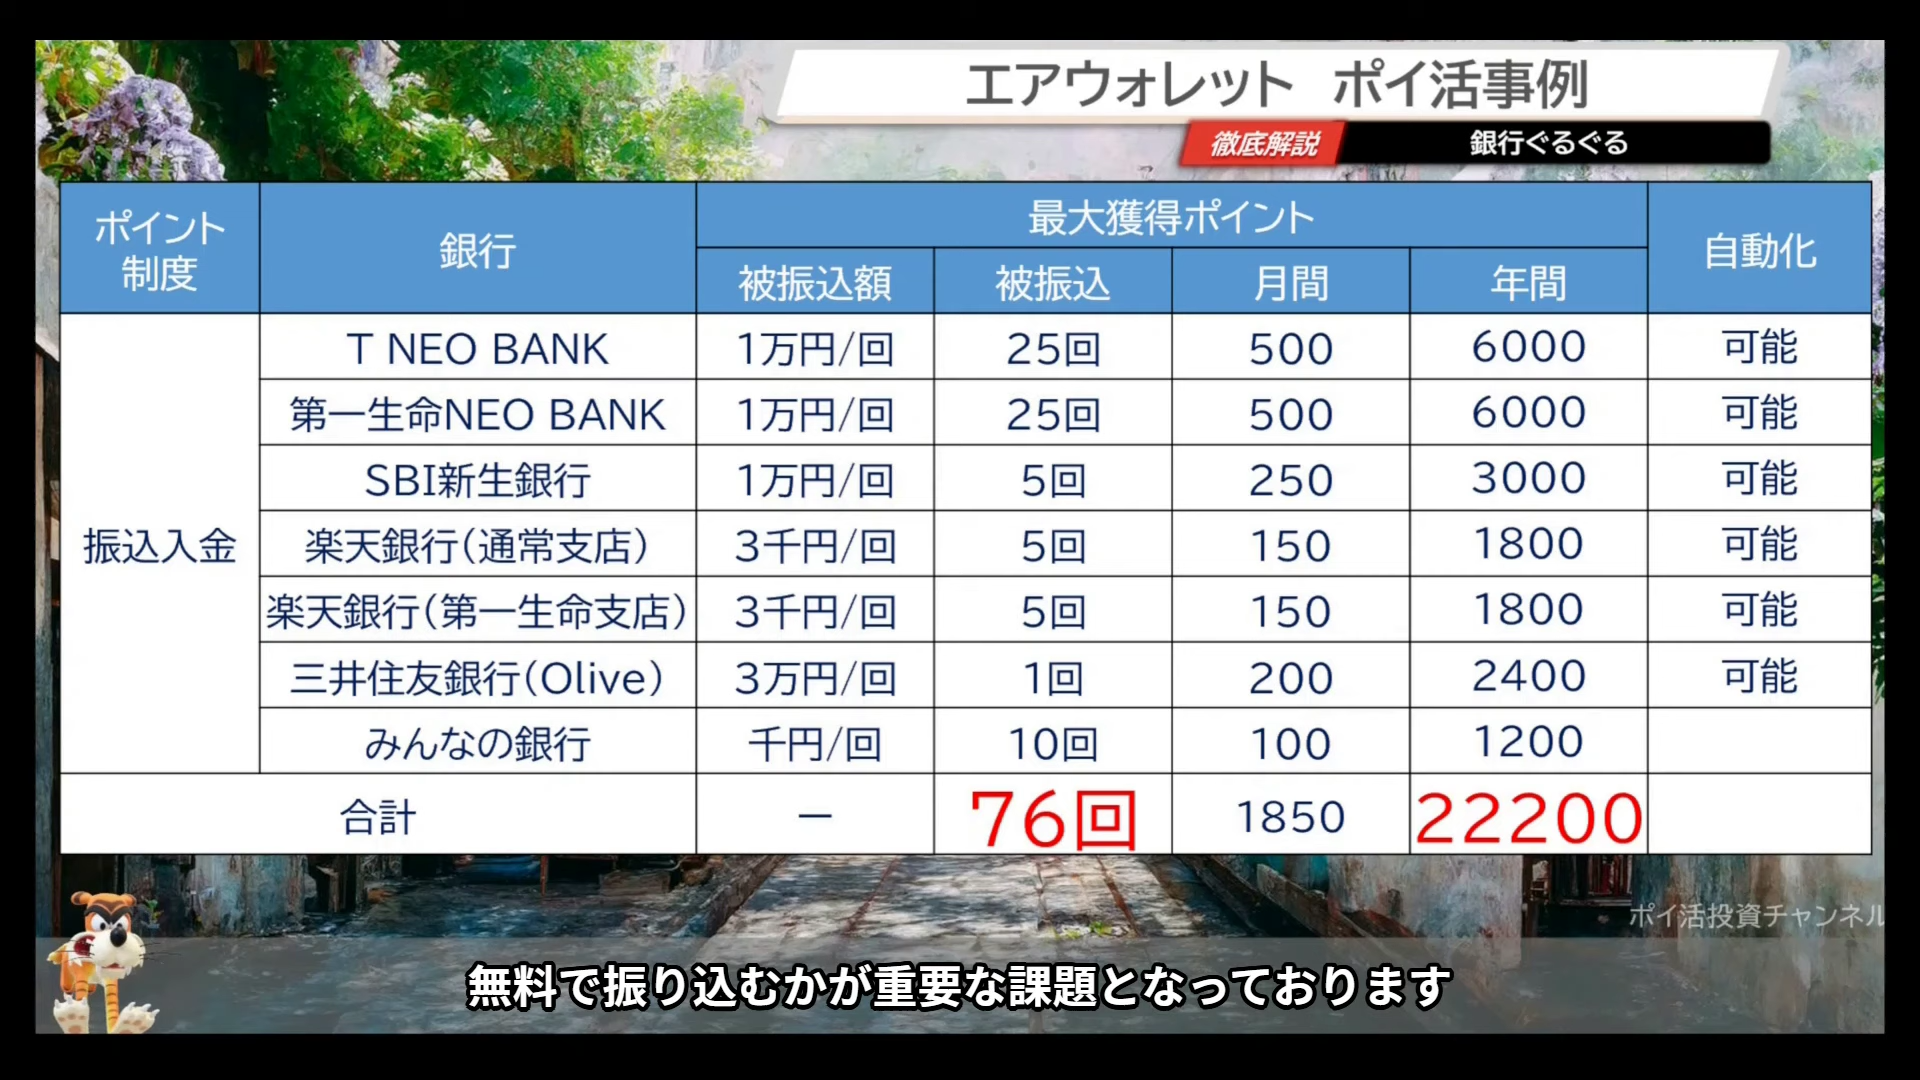 エアウォレット ポイ活事例
徹底解説 銀行ぐるぐる
ポイント制度 銀行 最大獲得ポイント 自動化
被振込額 被振込 月間 年間
振込入金
T NEO BANK 1万円/回 25回 500 6000 可能
第一生命NEO BANK 1万円/回 25回 500 6000 可能
SBI新生銀行 1万円/回 5回 250 3000 可能
楽天銀行(通常支店) 3千円/回 5回 150 1800 可能
楽天銀行(第一生命支店) 3千円/回 5回 150 1800 可能
三井住友銀行(Olive) 3万円/回 1回 200 2400 可能
みんなの銀行 千円/回 10回 100 1200
合計 ー 76回 1850 22200
ポイ活投資チャンネル
無料で振り込むかが重要な課題となっております